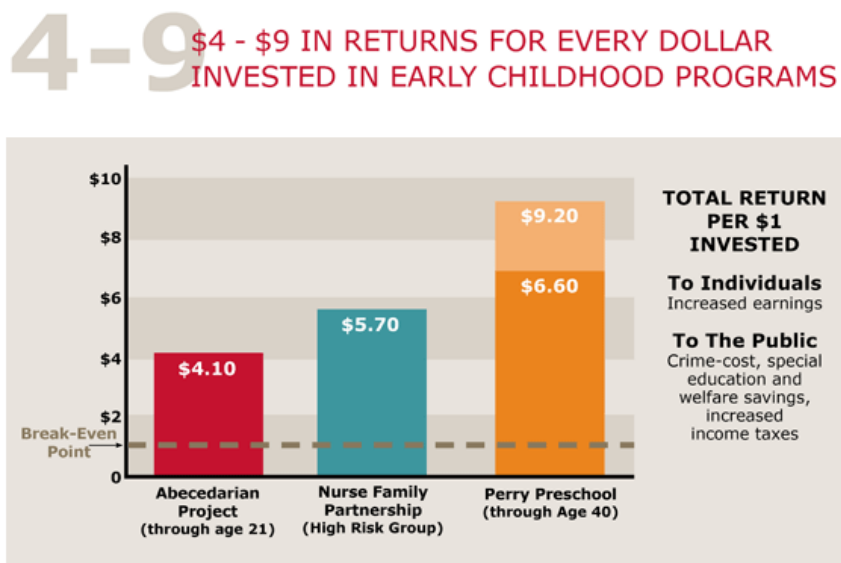 4-9
$4 - $9 IN RETURNS FOR EVERY DOLLAR
INVESTED IN EARLY CHILDHOOD PROGRAMS
$10
$8
$6
$4
$2
0
Break-Even
Point
$4.10
$5.70
$9.20
$6.60
Abecedarian
Project
(through age 21)
Nurse Family
Partnership
(High Risk Group)
Perry Preschool
(through Age 40)
TOTAL RETURN
PER $1
INVESTED
To Individuals
Increased earnings
To The Public
Crime-cost, special
education and
welfare savings,
increased
income taxes